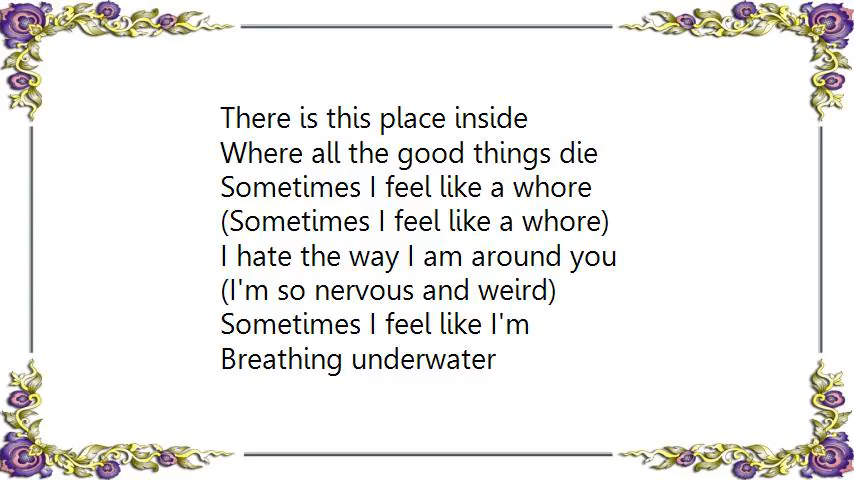 There is this place inside
Where all the good things die
Sometimes I feel like a whore
(Sometimes I feel like a whore)
I hate the way I am around you
(I'm so nervous and weird)
Sometimes I feel like I'm
Breathing underwater